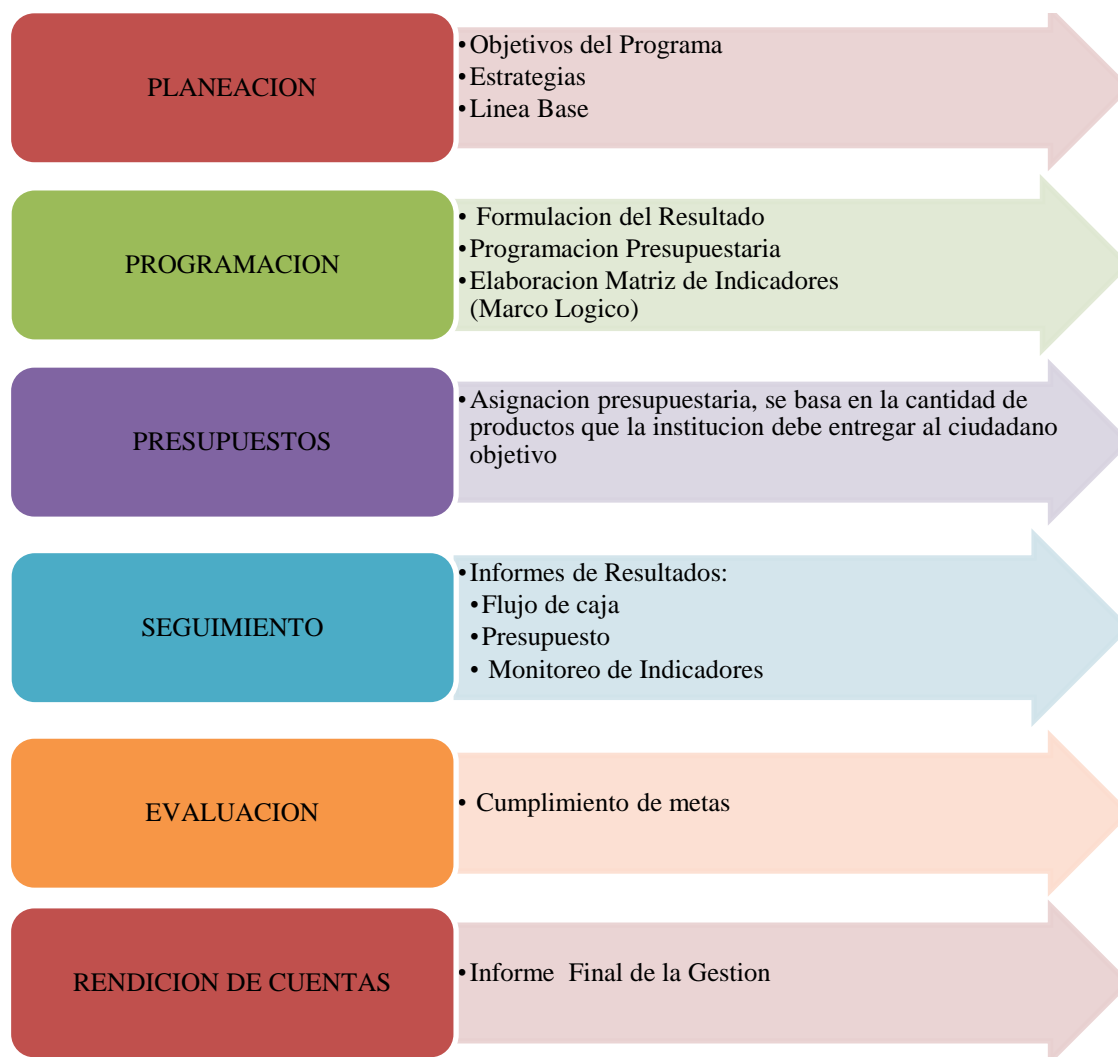 PLANEACION
•Objetivos del Programa
•Estrategias
•Linea Base
PROGRAMACION
• Formulacion del Resultado
•Programacion Presupuestaria
•Elaboracion Matriz de Indicadores
(Marco Logico)
PRESUPUESTOS
•Asignacion presupuestaria, se basa en la cantidad de
productos que la institucion debe entregar al ciudadano
objetivo
SEGUIMIENTO
•Informes de Resultados:
•Flujo de caja
•Presupuesto
• Monitoreo de Indicadores
EVALUACION
• Cumplimiento de metas
RENDICION DE CUENTAS
•Informe Final de la Gestion